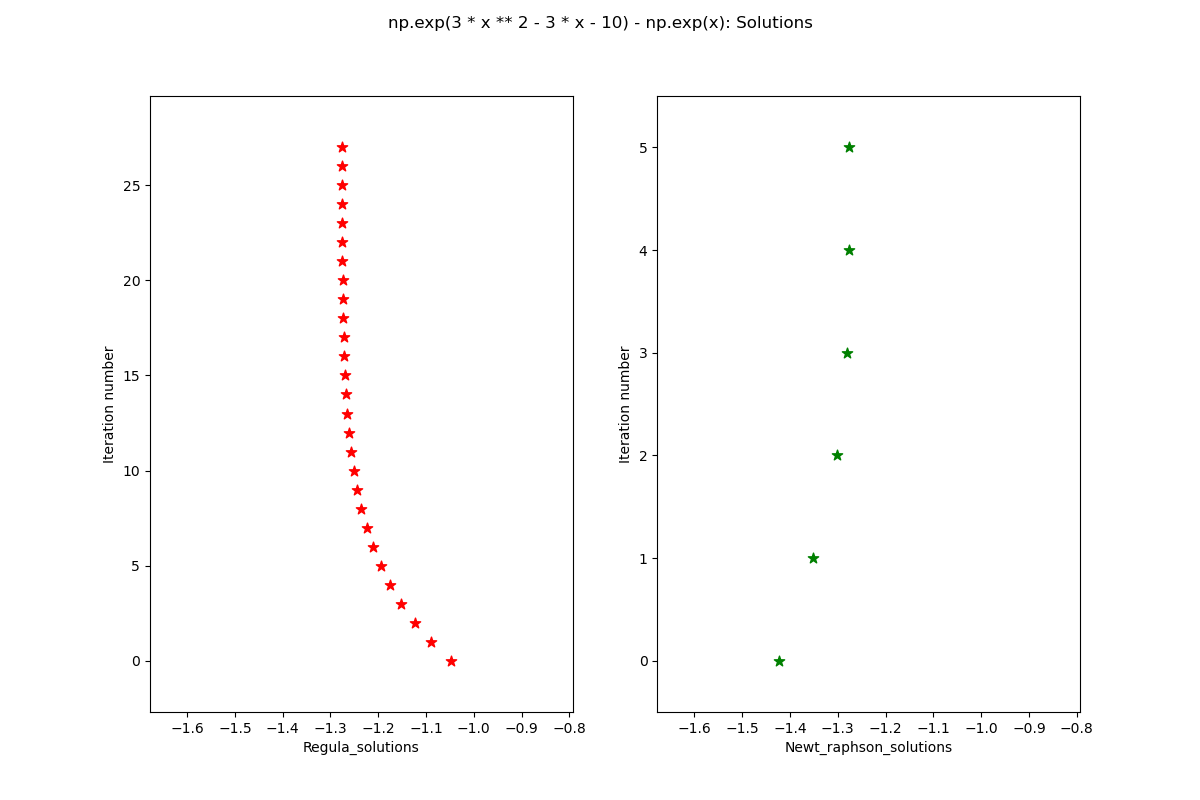 np.exp(3 * x ** 2 - 3 * x - 10) - np.exp(x): Solutions
25
20
15
10
5
0
Iteration number
−1.6 −1.5 −1.4 −1.3 −1.2 −1.1 −1.0 −0.9 −0.8
Regula_solutions
5
4
3
2
1
0
Iteration number
−1.6 −1.5 −1.4 −1.3 −1.2 −1.1 −1.0 −0.9 −0.8
Newt_raphson_solutions